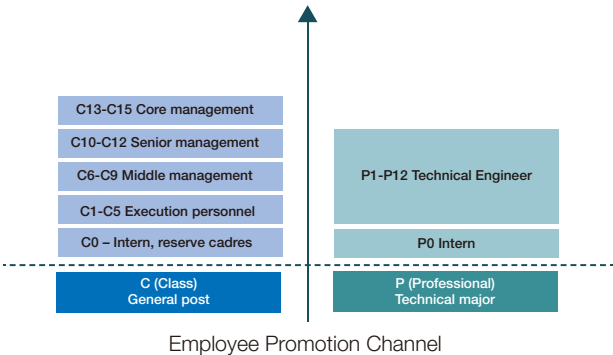 C13-C15 Core management
C10-C12 Senior management
C6-C9 Middle management
C1-C5 Execution personnel
C0 – Intern, reserve cadres
C (Class)
General post
P1-P12 Technical Engineer
P0 Intern
P (Professional)
Technical major
Employee Promotion Channel